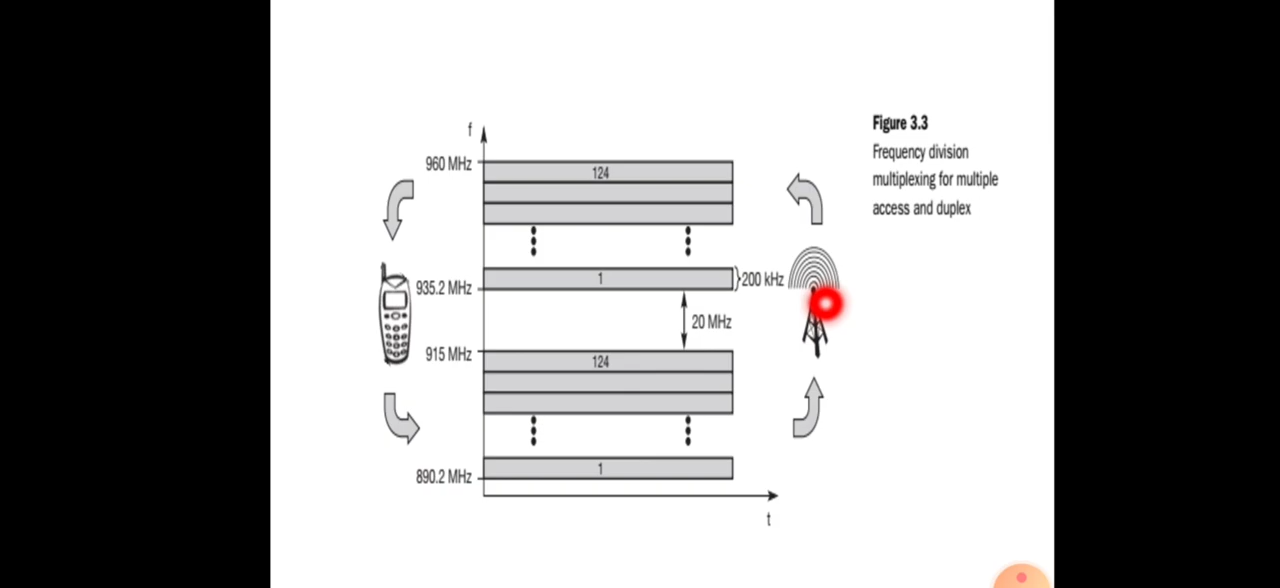 Figure 3.3
Frequency division
multiplexing for multiple
access and duplex
f
960 MHz
124
1
935.2 MHz
200 kHz
20 MHz
915 MHz
124
1
890.2 MHz
t